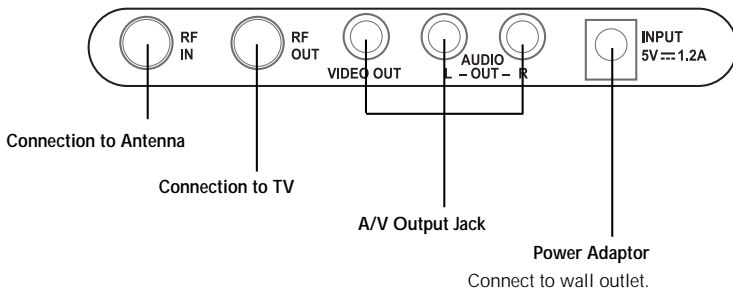 RF
IN
RF
OUT
VIDEO OUT
AUDIO
L – OUT – R
INPUT
5V ⎓ 1.2A
Connection to Antenna
Connection to TV
A/V Output Jack
Power Adaptor
Connect to wall outlet.